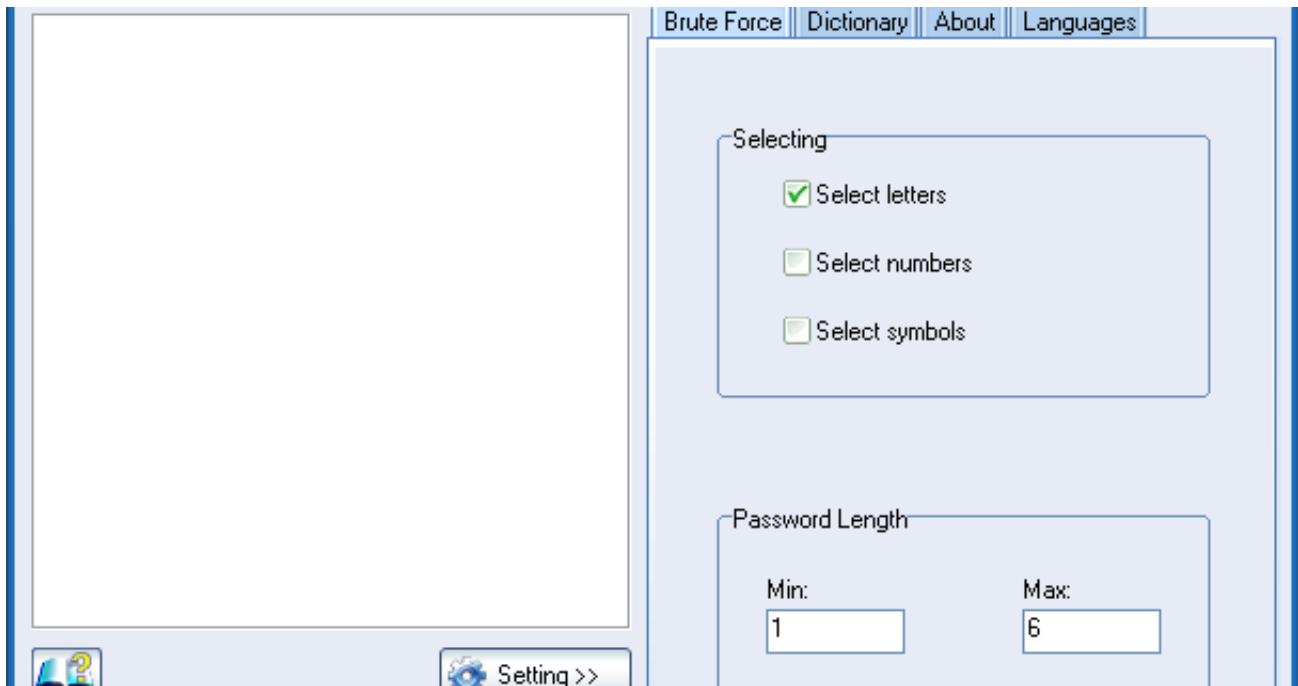 Brute Force Dictionary About Languages
Selecting
Select letters
Select numbers
Select symbols
Password Length
Min: Max:
1 6
? Setting >>